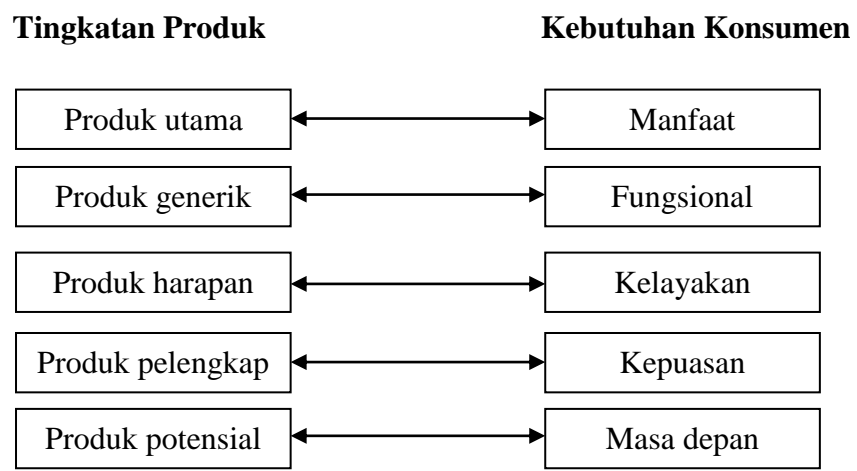 Tingkatan Produk Kebutuhan Konsumen
Produk utama Manfaat
Produk generik Fungsional
Produk harapan Kelayakan
Produk pelengkap Kepuasan
Produk potensial Masa depan